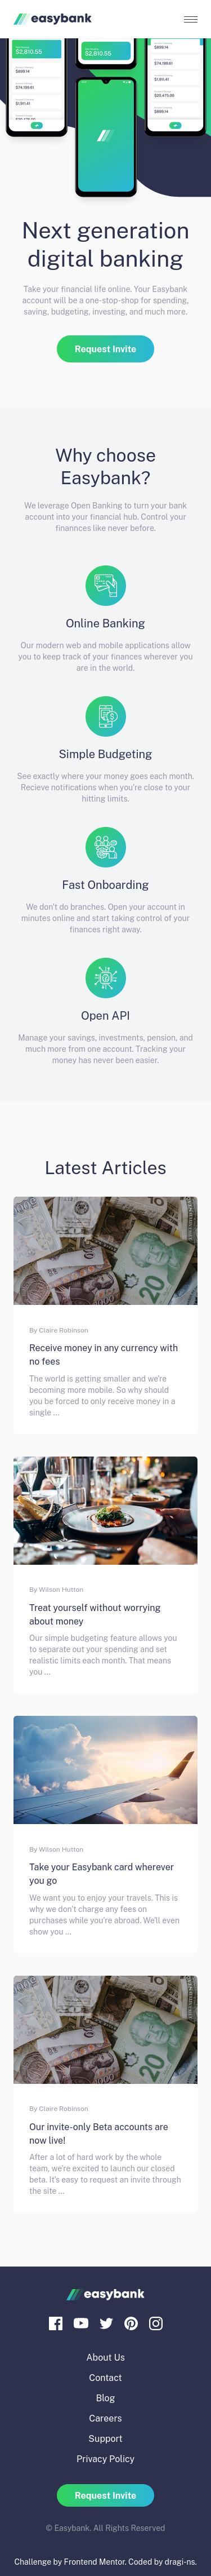 easybank
$2,810.55
$2,810.55
$899.14
$74,199.61
$1,411.51
$899.14
$20,475.00
$899.14
$74,199.61
$1,411.51
Next generation
digital banking
Take your financial life online. Your Easybank
account will be a one-stop-shop for spending,
saving, budgeting, investing, and much more.
Request Invite
Why choose
Easybank?
We leverage Open Banking to turn your bank
account into your financial hub. Control your
finannces like never before.
Online Banking
Our modern web and mobile applications allow
you to keep track of your finances wherever you
are in the world.
Simple Budgeting
See exactly where your money goes each month.
Recieve notifications when you're close to your
hitting limits.
Fast Onboarding
We don't do branches. Open your account in
minutes online and start taking control of your
finances right away.
Open API
Manage your savings, investments, pension, and
much more from one account. Tracking your
money has never been easier.
Latest Articles
By Claire Robinson
Receive money in any currency with
no fees
The world is getting smaller and we're
becoming more mobile. So why should
you be forced to only receive money in a
single ...
By Wilson Hutton
Treat yourself without worrying
about money
Our simple budgeting feature allows you
to separate out your spending and set
realistic limits each month. That means
you ...
By Wilson Hutton
Take your Easybank card wherever
you go
We want you to enjoy your travels. This is
why we don't charge any fees on
purchases while you're abroad. We'll even
show you ...
By Claire Robinson
Our invite-only Beta accounts are
now live!
After a lot of hard work by the whole
team, we're excited to launch our closed
beta. It's easy to request an invite through
the site ...
easybank
About Us
Contact
Blog
Careers
Support
Privacy Policy
Request Invite
© Easybank. All Rights Reserved
Challenge by Frontend Mentor. Coded by dragi-ns.